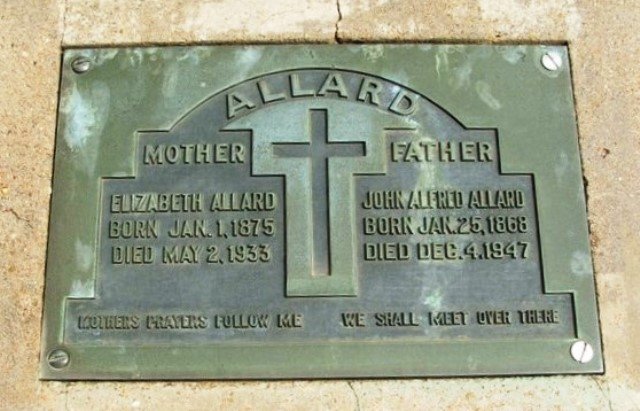 ALLARD
MOTHER
ELIZABETH ALLARD
BORN JAN. 1, 1875
DIED MAY 2, 1933
FATHER
JOHN ALFRED ALLARD
BORN JAN. 25, 1868
DIED DEC. 4. 1947
MOTHERS PRAYERS FOLLOW ME WE SHALL MEET OVER THERE